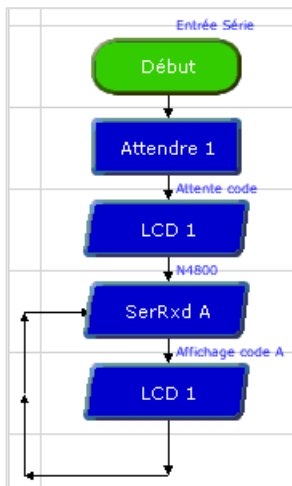 Entrée Série
Début
Attendre 1
Attente code
LCD 1
N4800
SerRxd A
Affichage code A
LCD 1